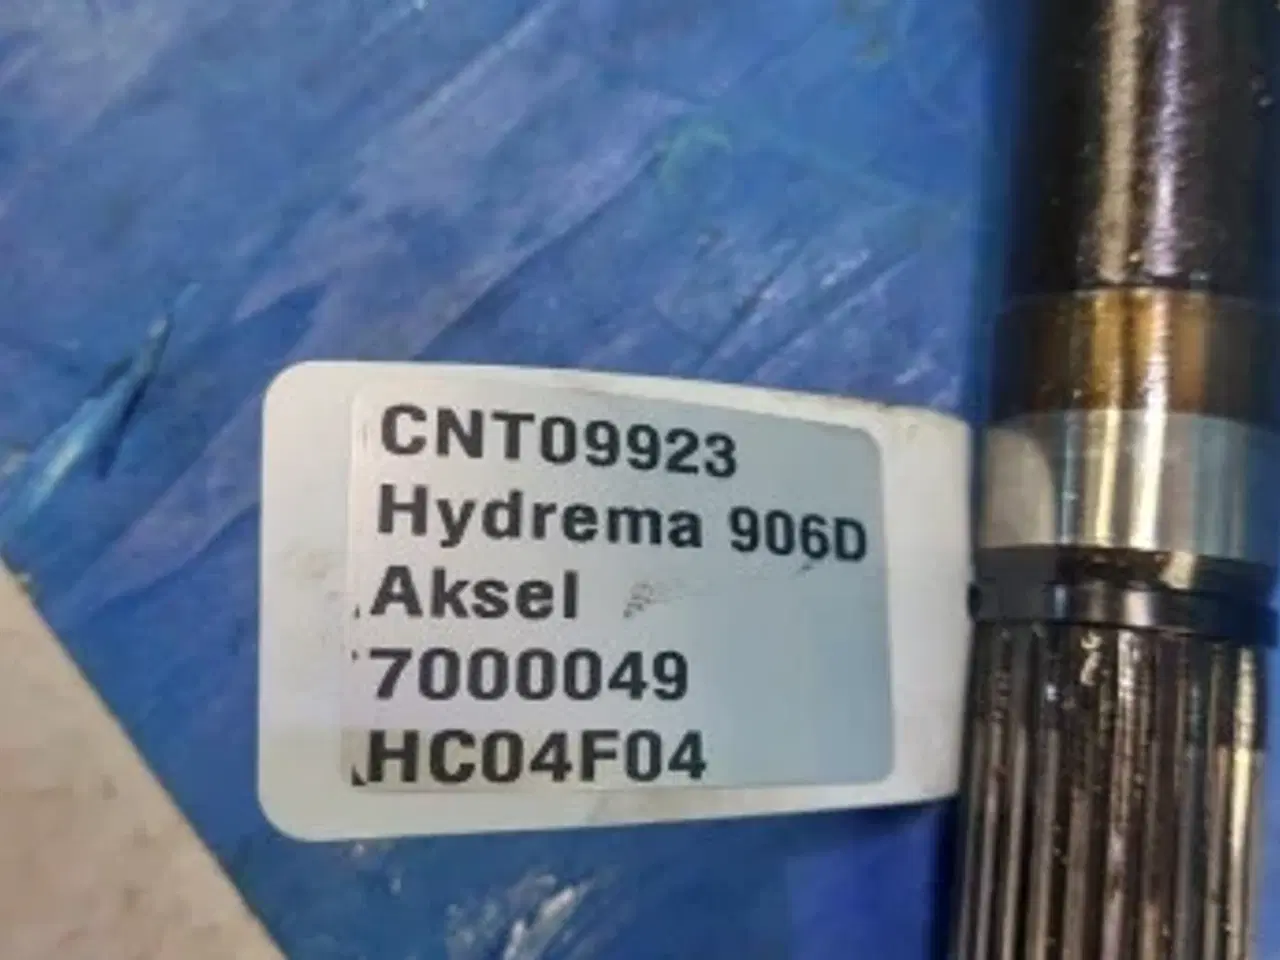 CNT09923
Hydrema 906D
Aksel
7000049
HC04F04